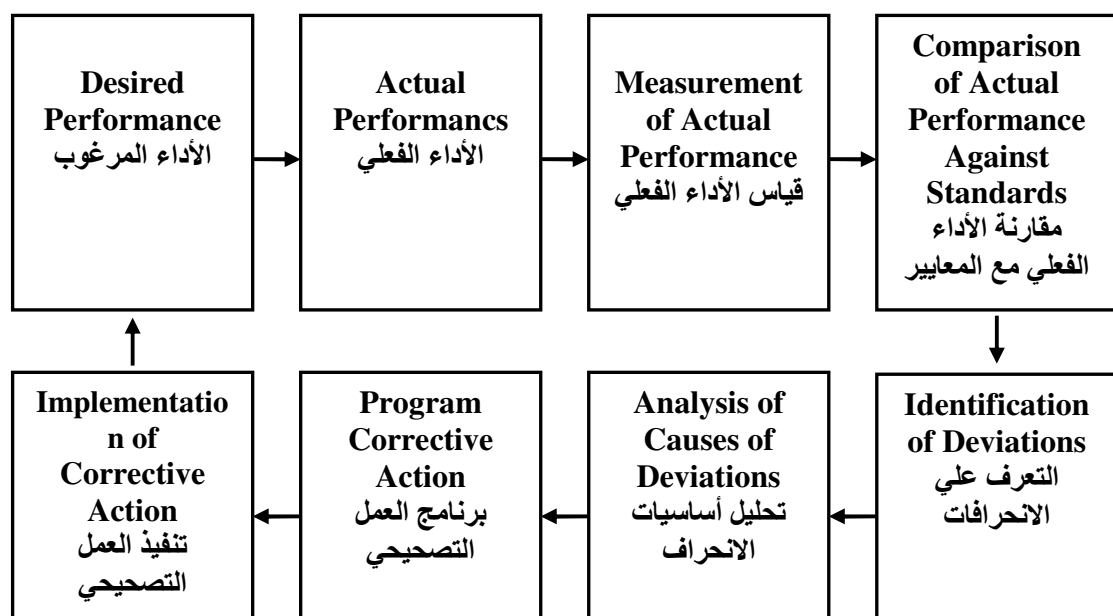 Desired
Performance
الأداء المرغوب
Actual
Performancs
الأداء الفعلي
Measurement
of Actual
Performance
قياس الأداء الفعلي
Comparison
of Actual
Performance
Against
Standards
مقارنة الأداء
الفعلي مع المعايير
Identification
of Deviations
التعرف علي
الانحرافات
Analysis of
Causes of
Deviations
تحليل أساسيات
الانحراف
Program
Corrective
Action
برنامج العمل
التصحيحي
Implementatio
n of
Corrective
Action
تنفيذ العمل
التصحيحي